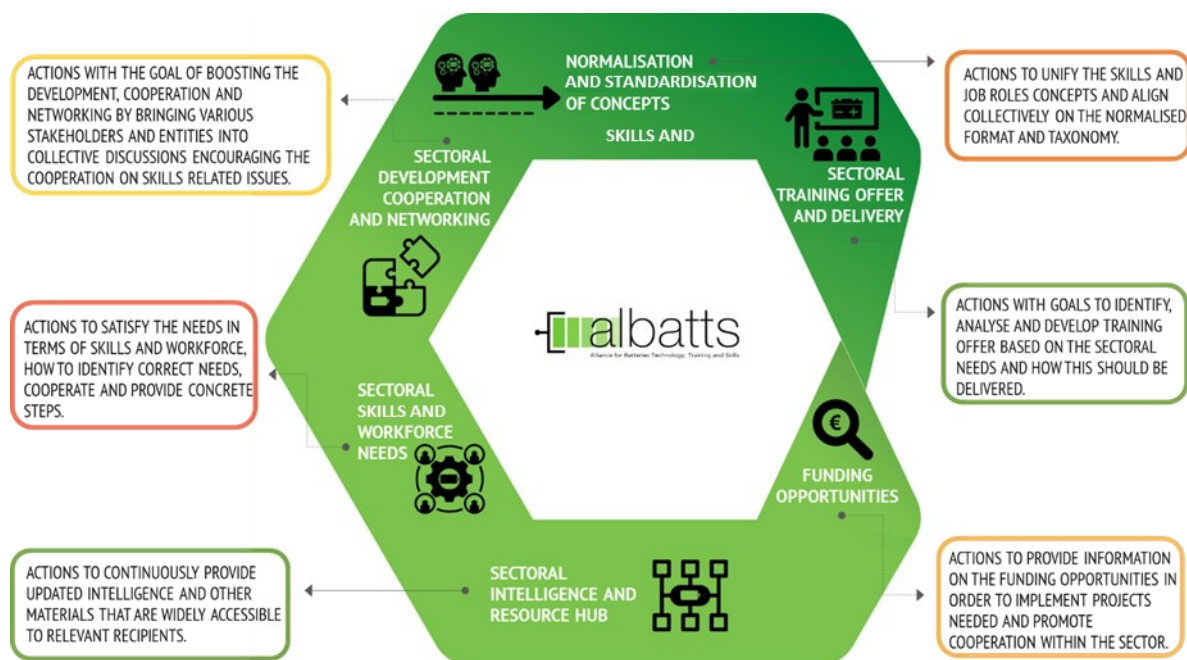 ACTIONS WITH THE GOAL OF BOOSTING THE
DEVELOPMENT, COOPERATION AND
NETWORKING BY BRINGING VARIOUS
STAKEHOLDERS AND ENTITIES INTO
COLLECTIVE DISCUSSIONS ENCOURAGING THE
COOPERATION ON SKILLS RELATED ISSUES.
NORMALISATION
AND STANDARDISATION
OF CONCEPTS
SKILLS AND
ACTIONS TO UNIFY THE SKILLS AND
JOB ROLES CONCEPTS AND ALIGN
COLLECTIVELY ON THE NORMALISED
FORMAT AND TAXONOMY.
SECTORAL
DEVELOPMENT
COOPERATION
AND NETWORKING
SECTORAL
TRAINING OFFER
AND DELIVERY
ACTIONS TO SATISFY THE NEEDS IN
TERMS OF SKILLS AND WORKFORCE,
HOW TO IDENTIFY CORRECT NEEDS,
COOPERATE AND PROVIDE CONCRETE
STEPS.
albatts
Alliance for Batteries Technology, Training and Skills
ACTIONS WITH GOALS TO IDENTIFY,
ANALYSE AND DEVELOP TRAINING
OFFER BASED ON THE SECTORAL
NEEDS AND HOW THIS SHOULD BE
DELIVERED.
SECTORAL
SKILLS AND
WORKFORCE
NEEDS
€
FUNDING
OPPORTUNITIES
ACTIONS TO CONTINUOUSLY PROVIDE
UPDATED INTELLIGENCE AND OTHER
MATERIALS THAT ARE WIDELY ACCESSIBLE
TO RELEVANT RECIPIENTS.
SECTORAL
INTELLIGENCE AND
RESOURCE HUB
ACTIONS TO PROVIDE INFORMATION
ON THE FUNDING OPPORTUNITIES IN
ORDER TO IMPLEMENT PROJECTS
NEEDED AND PROMOTE
COOPERATION WITHIN THE SECTOR.